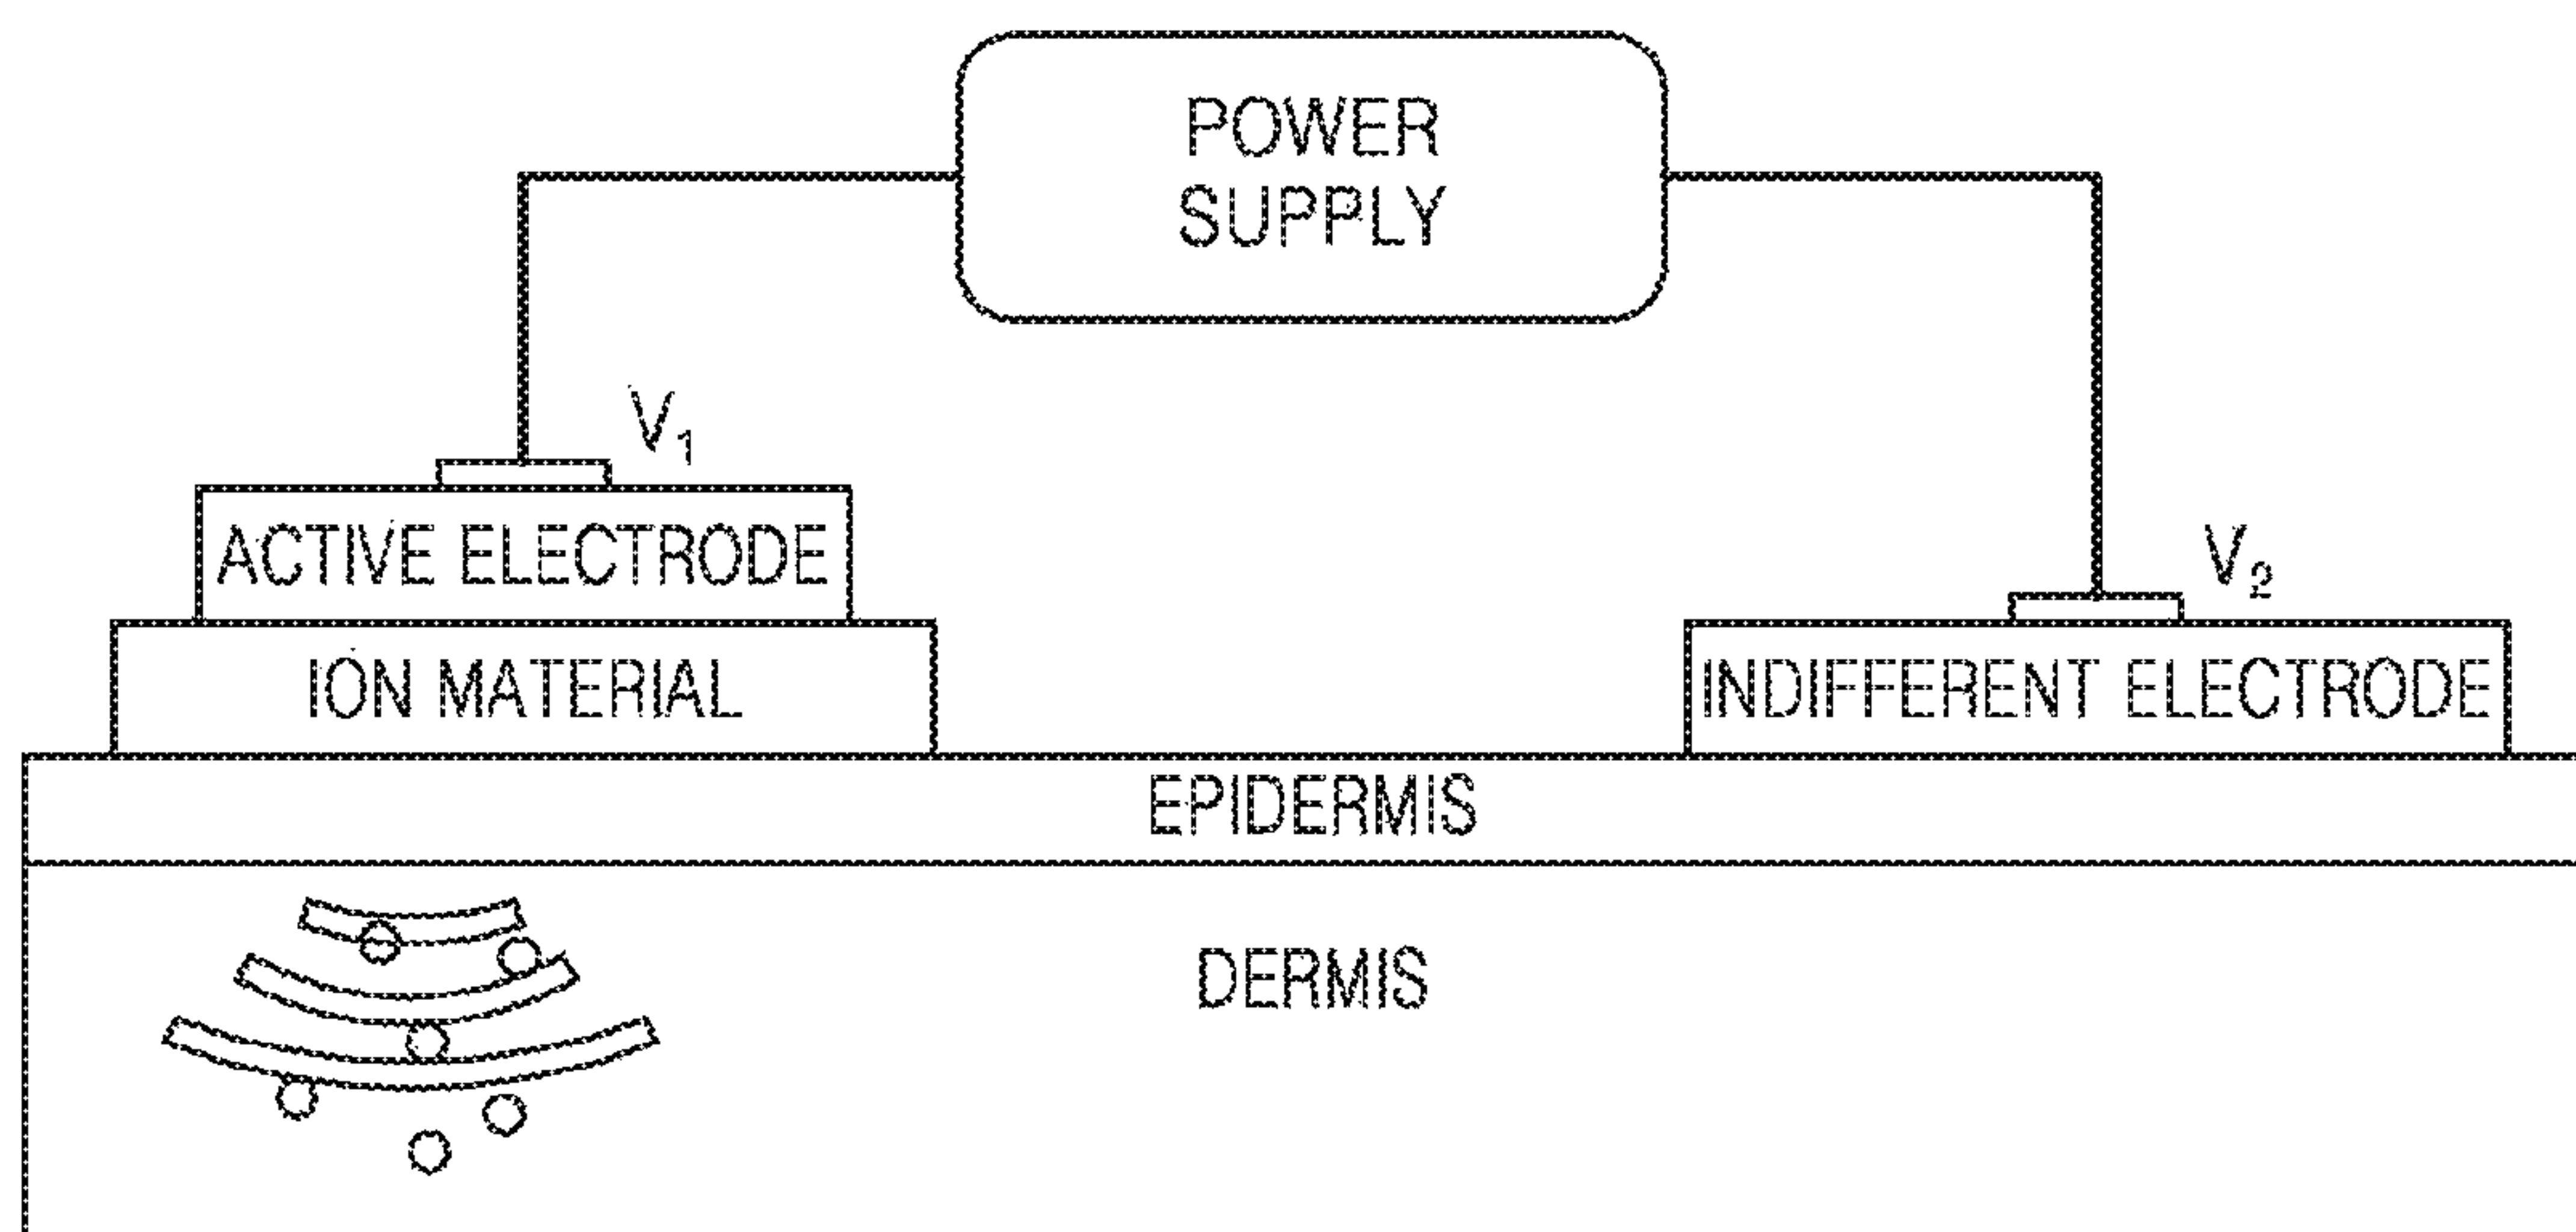 POWER
SUPPLY
V₁
ACTIVE ELECTRODE
V₂
ION MATERIAL
INDIFFERENT ELECTRODE
EPIDERMIS
DERMIS